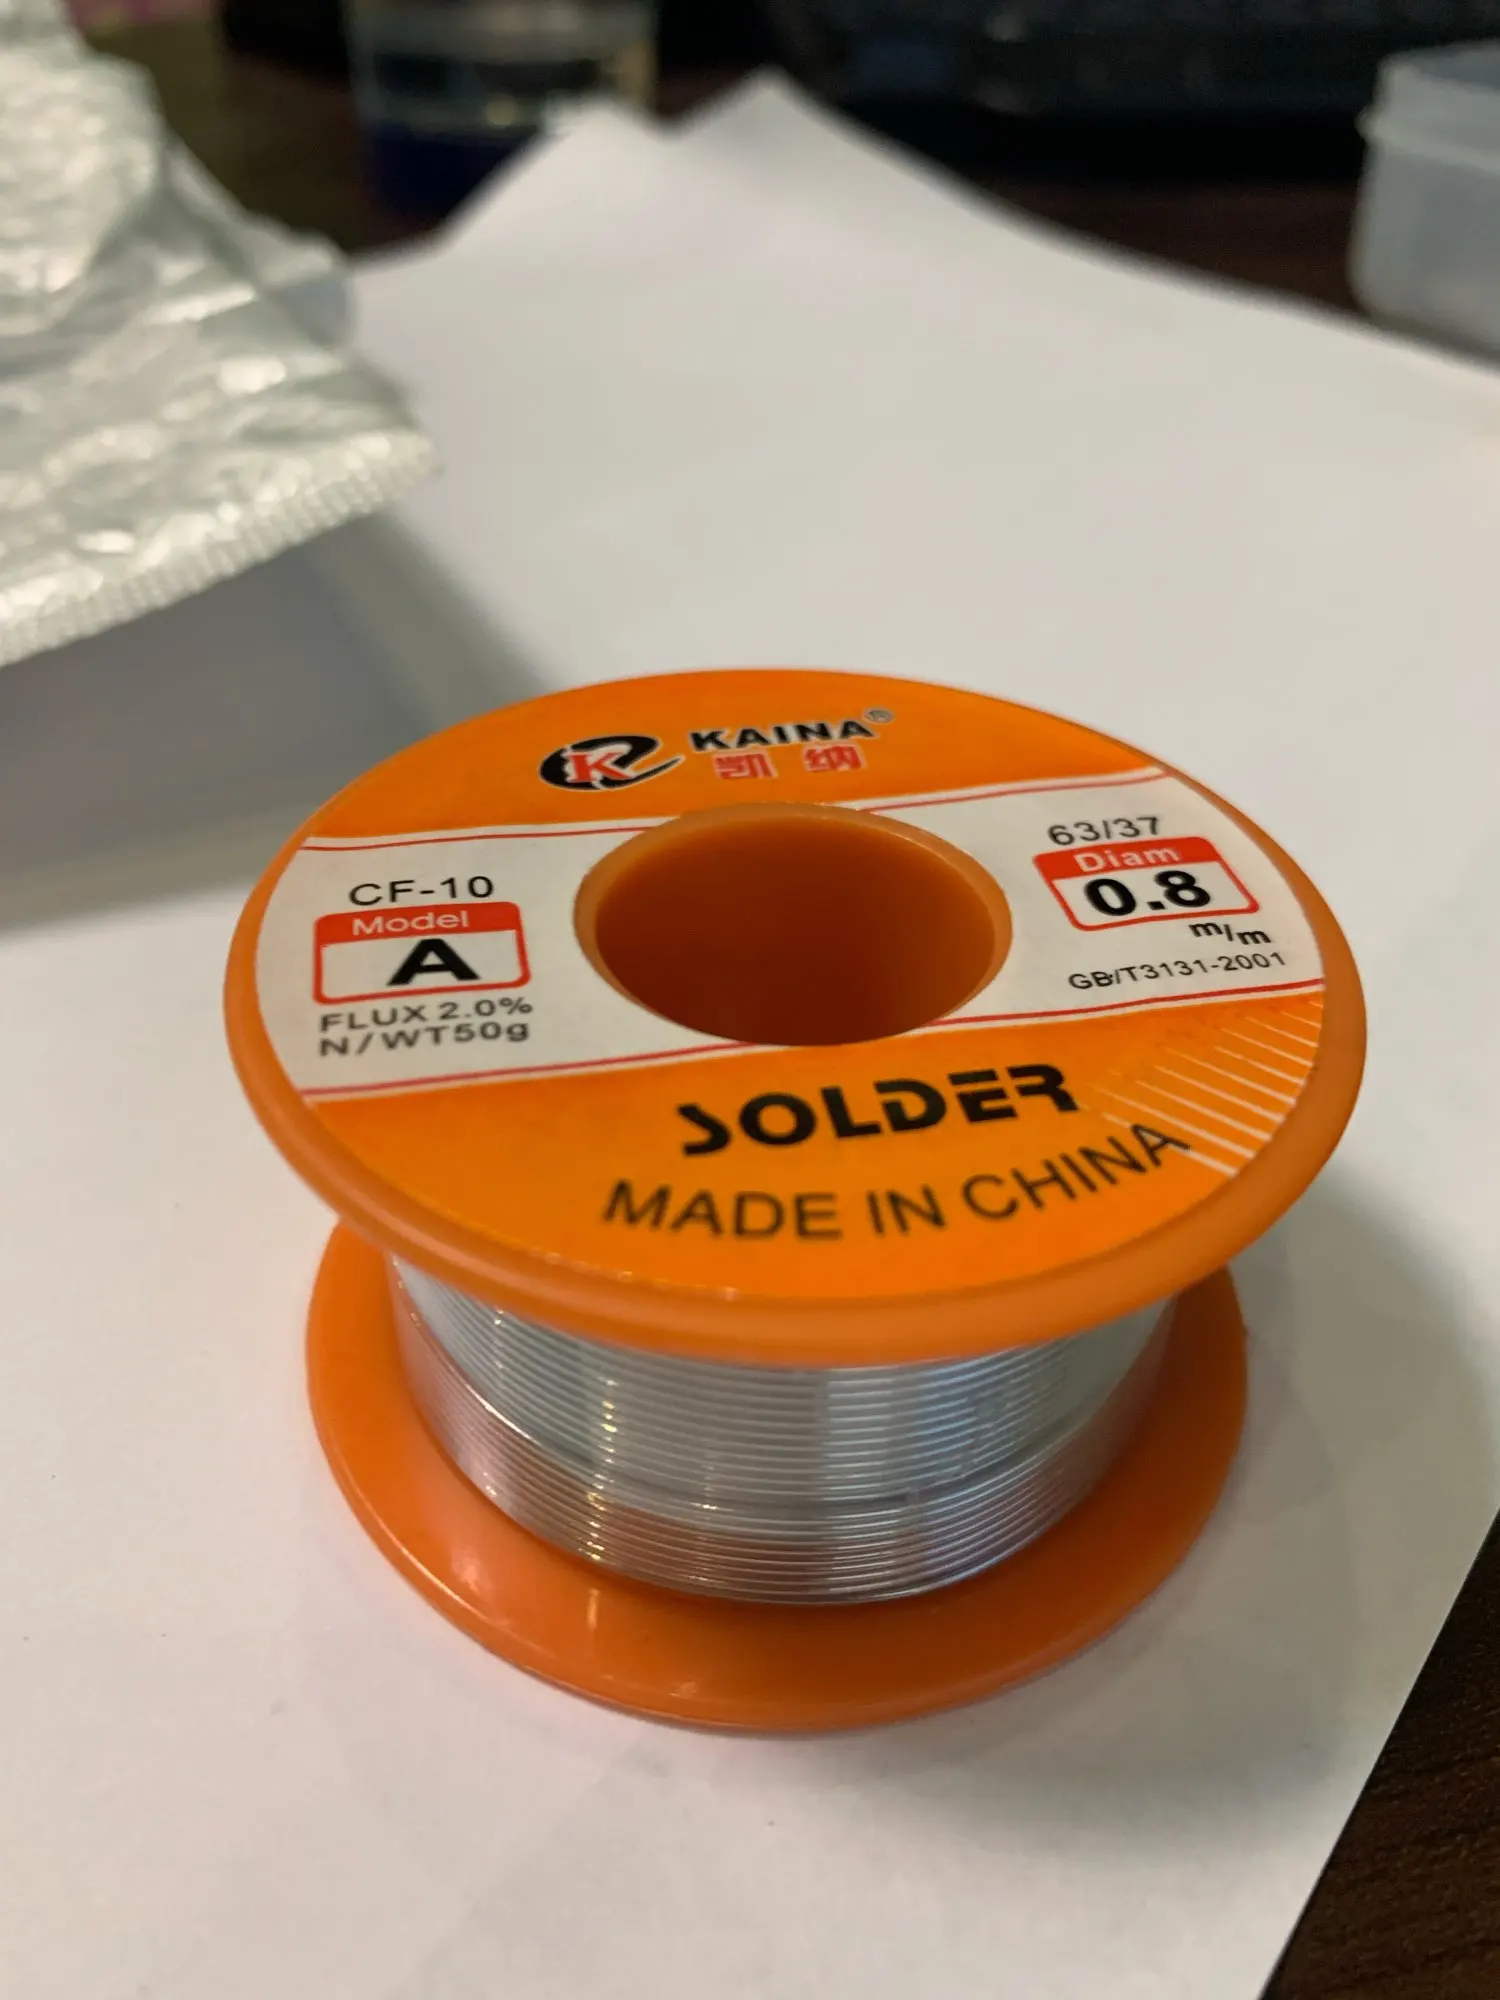 K
KAINA®
凯纳
CF-10
Model
A
FLUX 2.0%
N/WT50g
63/37
Diam
0.8
m/m
GB/T3131-2001
SOLDER
MADE IN CHINA